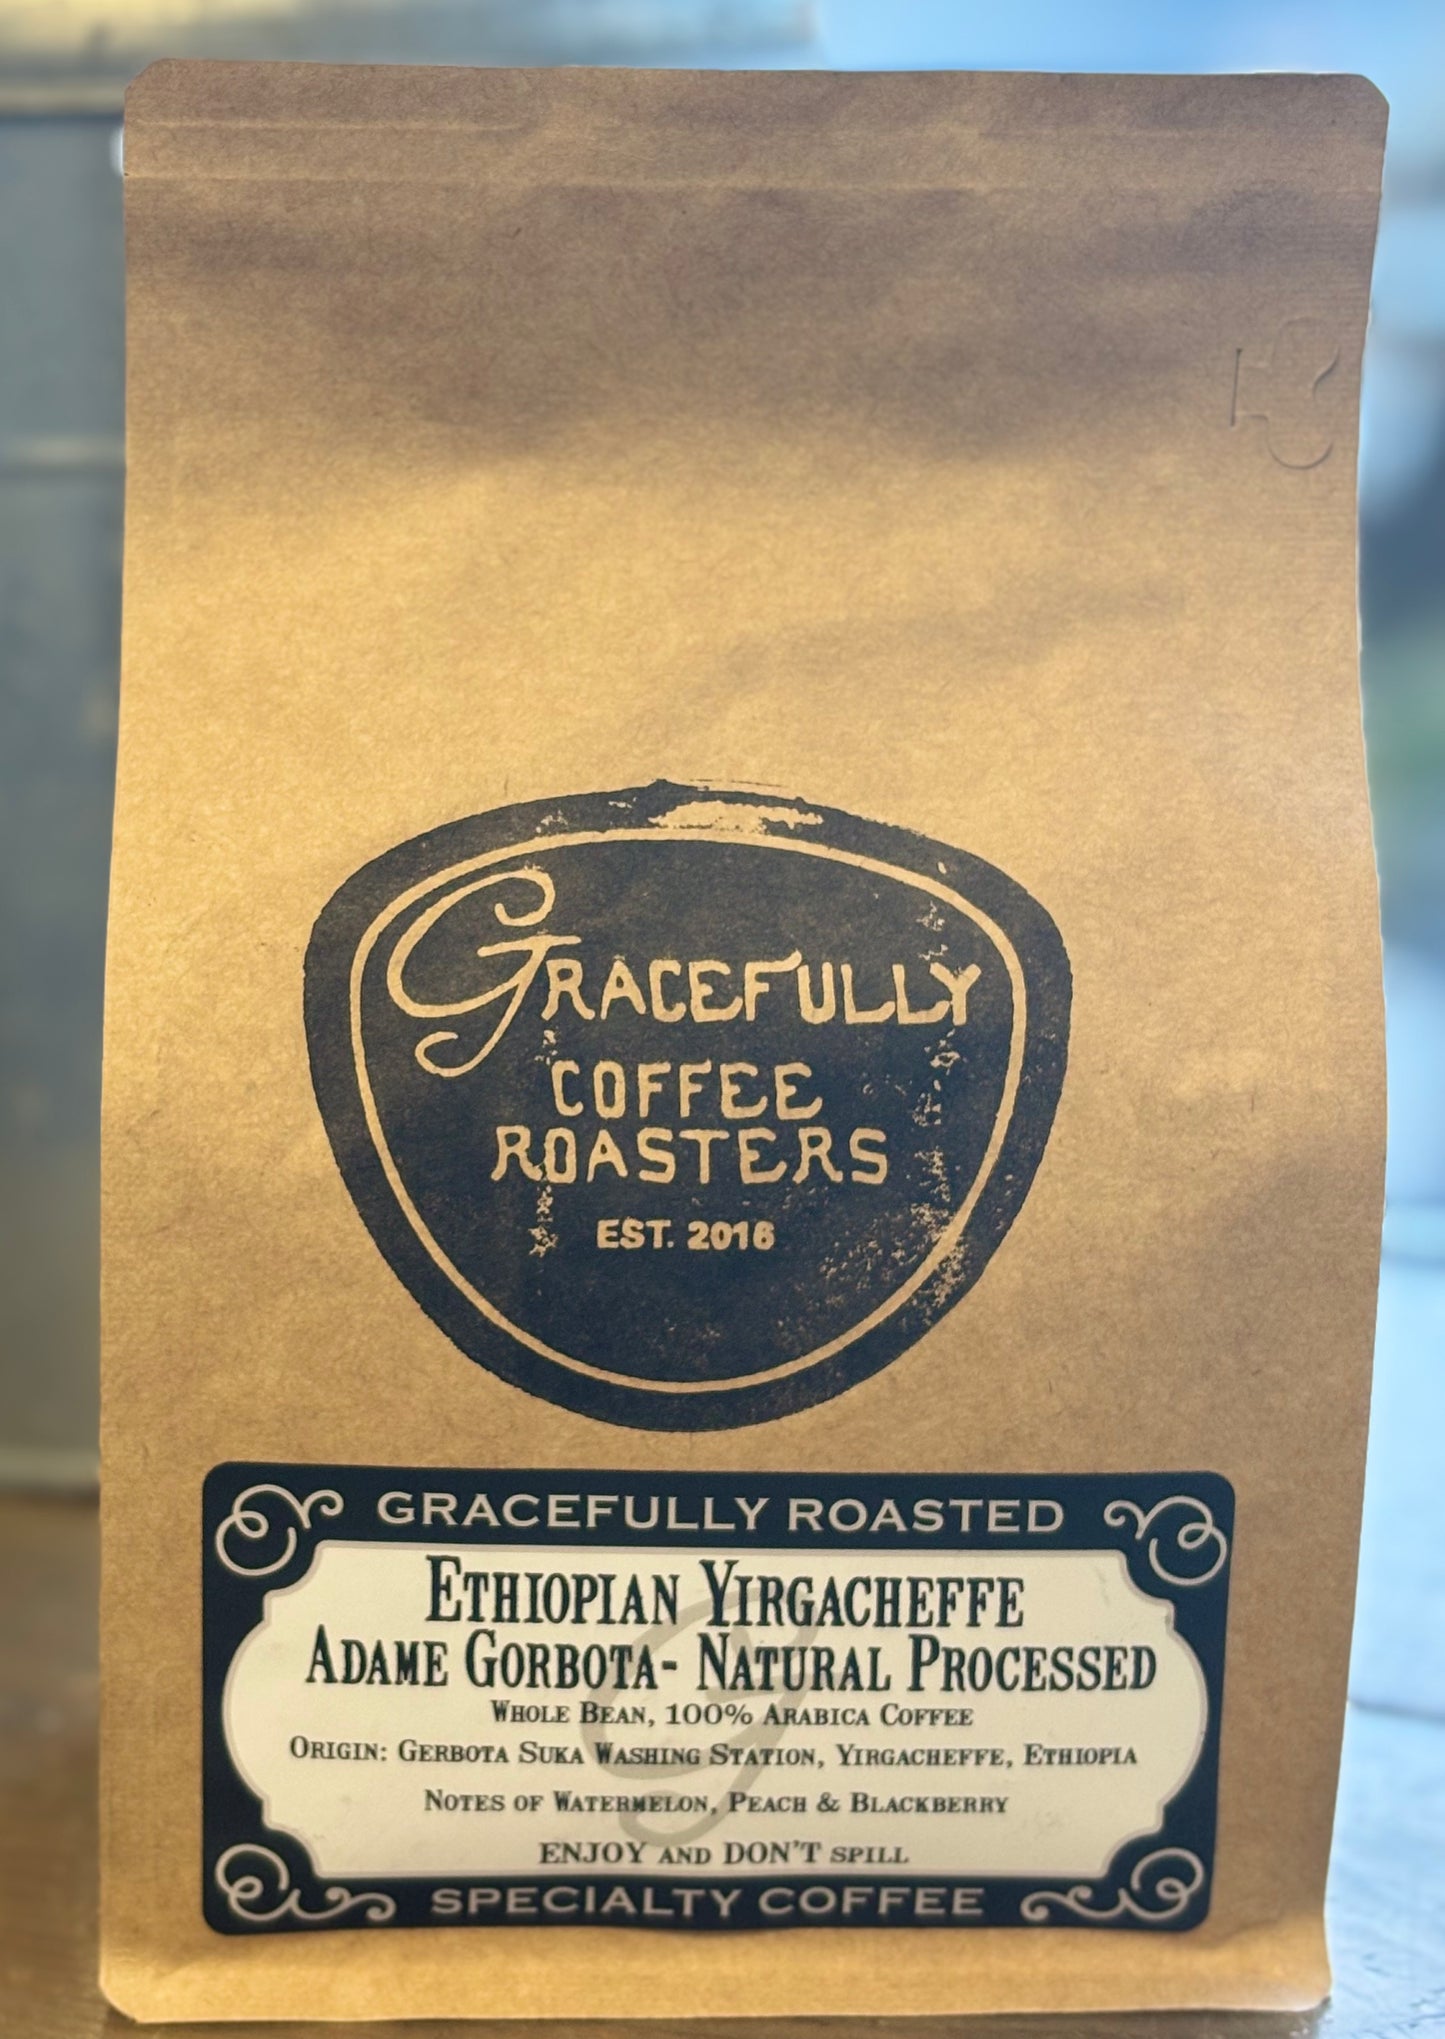 Gracefully
COFFEE
ROASTERS
EST. 2016
GRACEFULLY ROASTED
Ethiopian Yirgacheffe
Adame Gorbota- Natural Processed
Whole Bean, 100% Arabica Coffee
Origin: Gerbota Suka Washing Station, Yirgacheffe, Ethiopia
Notes of Watermelon, Peach & Blackberry
ENJOY and DON'T spill
SPECIALTY COFFEE